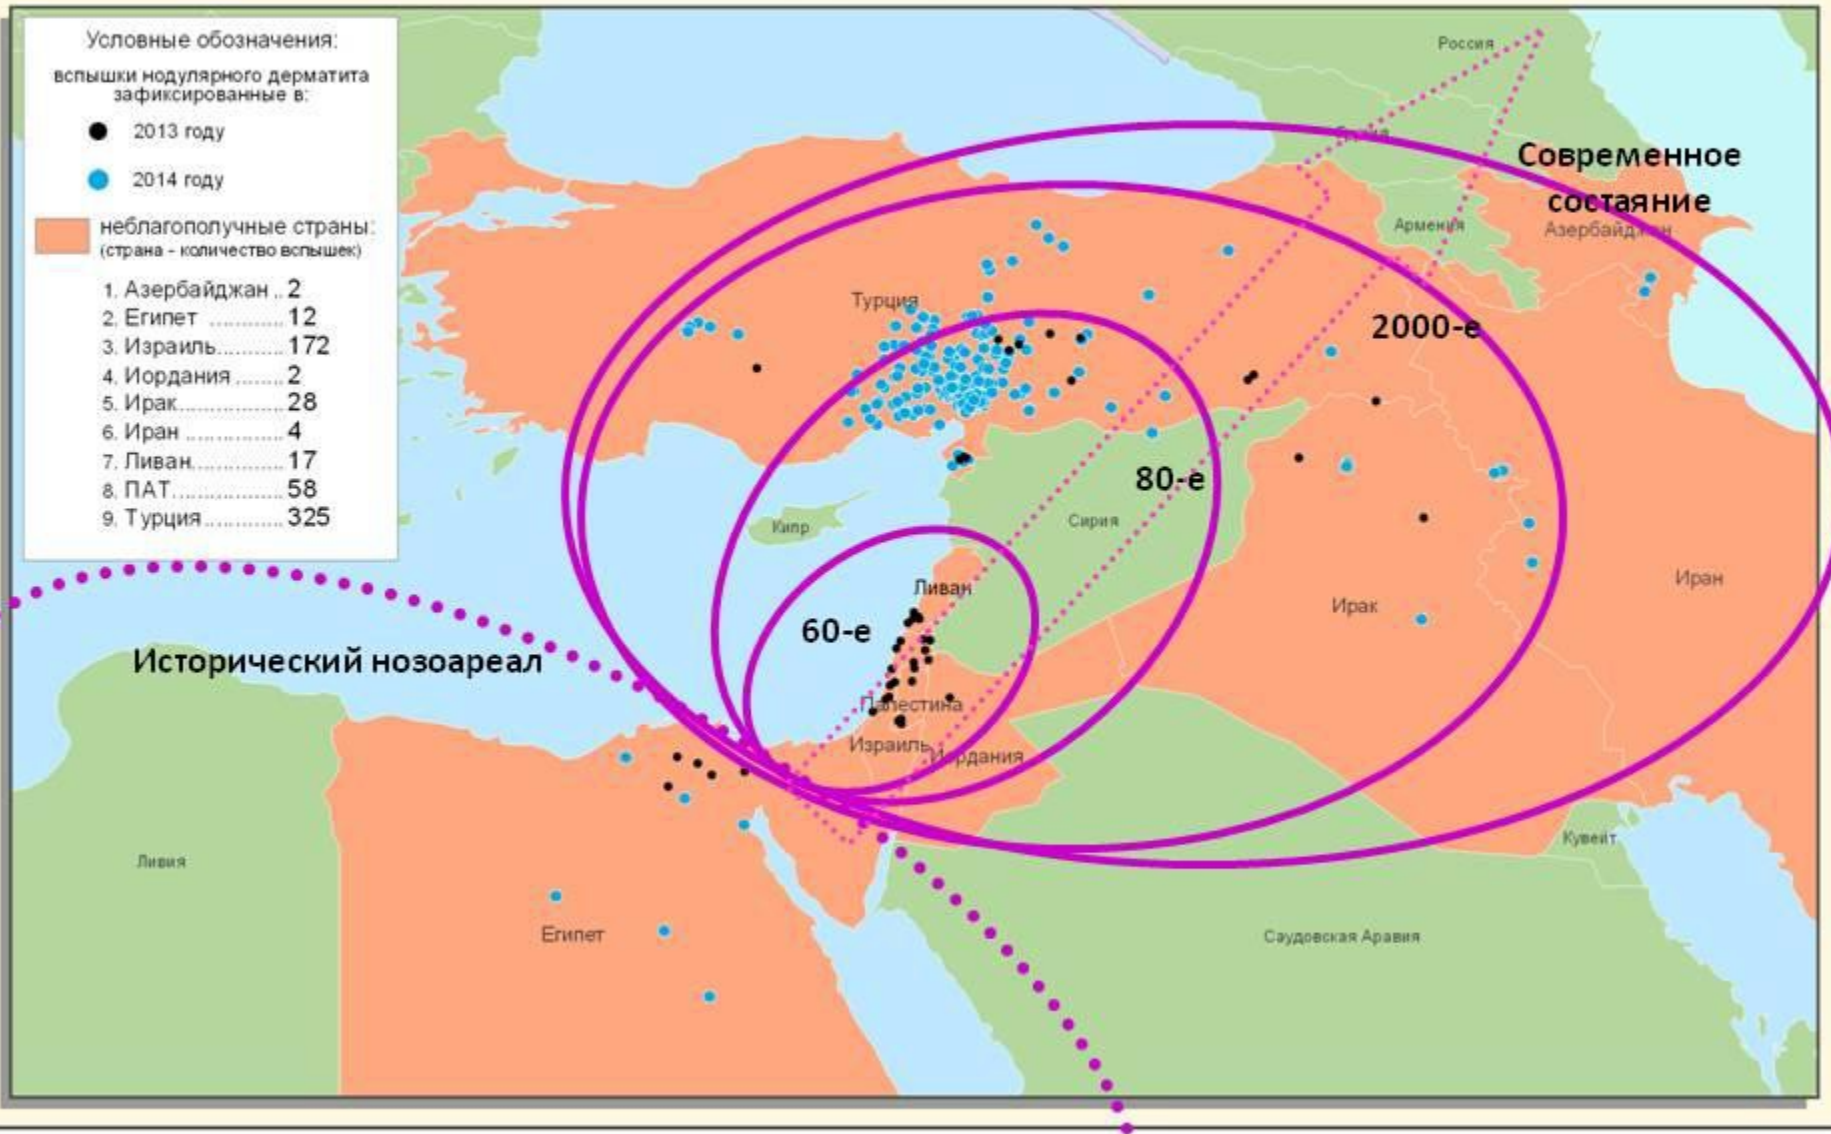 Условные обозначения:
вспышки нодулярного дерматита
зафиксированные в:
2013 году
2014 году
неблагополучные страны:
(страна - количество вспышек)
1. Азербайджан .. 2
2. Египет ............. 12
3. Израиль........... 172
4. Иордания ........ 2
5. Ирак.................. 28
6. Иран ................. 4
7. Ливан................ 17
8. ПАТ................... 58
9. Турция.............. 325
Россия
Грузия
Современное
состаяние
Армения
Азербайджан
Турция
2000-е
80-е
Кипр
Сирия
Ливан
Ирак
Иран
60-е
Исторический нозоареал
Палестина
Израиль
Иордания
Кувейт
Ливия
Египет
Саудовская Аравия